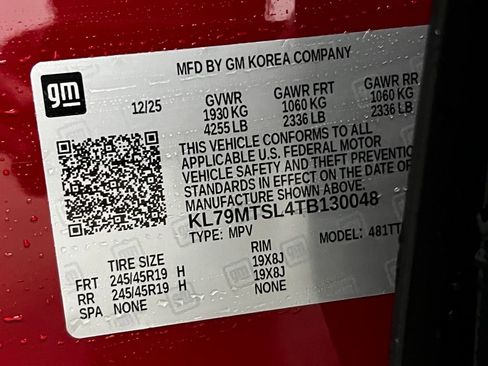 gm
MFD BY GM KOREA COMPANY
12/25 GVWR GAWR FRT GAWR RR
1930 KG 1060 KG 1060 KG
4255 LB 2336 LB 2336 LB
THIS VEHICLE CONFORMS TO ALL
APPLICABLE U.S. FEDERAL MOTOR
VEHICLE SAFETY AND THEFT PREVENTION
STANDARDS IN EFFECT ON THE DATE OF
MANUFACTURE SHOWN ABOVE.
KL79MTSL4TB130048
TYPE: MPV MODEL: 481TT
TIRE SIZE RIM
FRT 245/45R19 H 19X8J
RR 245/45R19 H 19X8J
SPA NONE NONE